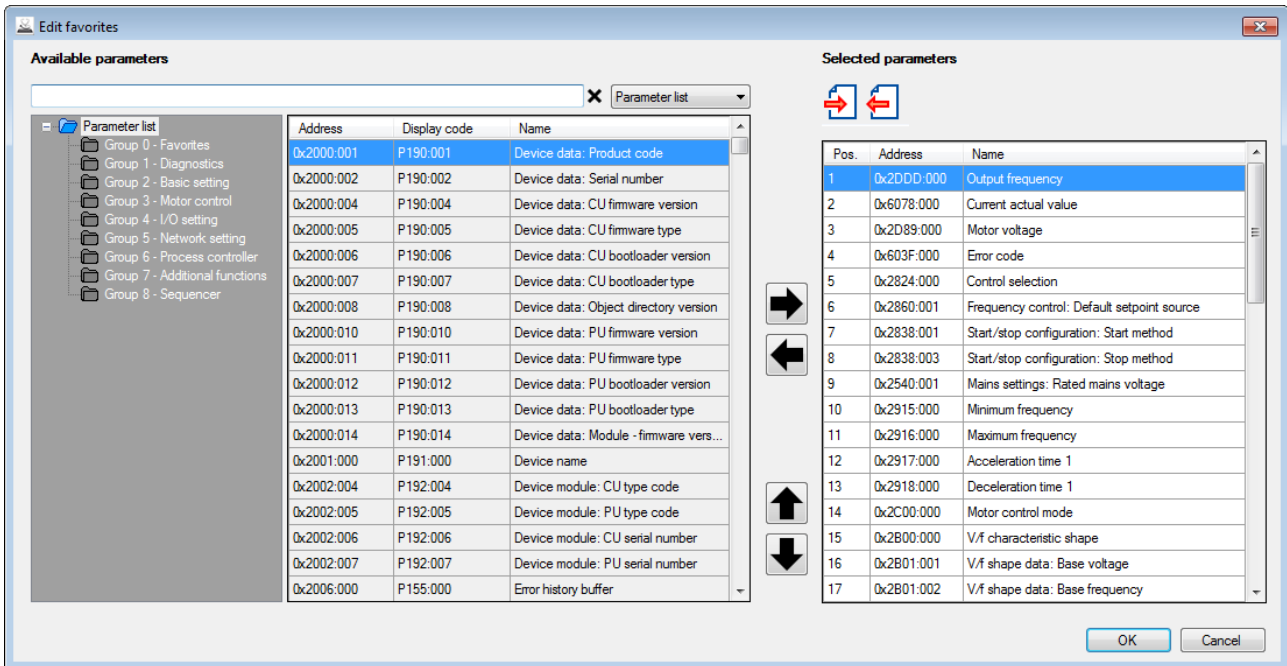 Edit favorites
Available parameters
Parameter list
Parameter list
Group 0 - Favorites
Group 1 - Diagnostics
Group 2 - Basic setting
Group 3 - Motor control
Group 4 - I/O setting
Group 5 - Network setting
Group 6 - Process controller
Group 7 - Additional functions
Group 8 - Sequencer
Address Display code Name
0x2000:001 P190:001 Device data: Product code
0x2000:002 P190:002 Device data: Serial number
0x2000:004 P190:004 Device data: CU firmware version
0x2000:005 P190:005 Device data: CU firmware type
0x2000:006 P190:006 Device data: CU bootloader version
0x2000:007 P190:007 Device data: CU bootloader type
0x2000:008 P190:008 Device data: Object directory version
0x2000:010 P190:010 Device data: PU firmware version
0x2000:011 P190:011 Device data: PU firmware type
0x2000:012 P190:012 Device data: PU bootloader version
0x2000:013 P190:013 Device data: PU bootloader type
0x2000:014 P190:014 Device data: Module - firmware vers...
0x2001:000 P191:000 Device name
0x2002:004 P192:004 Device module: CU type code
0x2002:005 P192:005 Device module: PU type code
0x2002:006 P192:006 Device module: CU serial number
0x2002:007 P192:007 Device module: PU serial number
0x2006:000 P155:000 Error history buffer
Selected parameters
Pos. Address Name
1 0x2DDD:000 Output frequency
2 0x6078:000 Current actual value
3 0x2D89:000 Motor voltage
4 0x603F:000 Error code
5 0x2824:000 Control selection
6 0x2860:001 Frequency control: Default setpoint source
7 0x2838:001 Start/stop configuration: Start method
8 0x2838:003 Start/stop configuration: Stop method
9 0x2540:001 Mains settings: Rated mains voltage
10 0x2915:000 Minimum frequency
11 0x2916:000 Maximum frequency
12 0x2917:000 Acceleration time 1
13 0x2918:000 Deceleration time 1
14 0x2C00:000 Motor control mode
15 0x2B00:000 V/f characteristic shape
16 0x2B01:001 V/f shape data: Base voltage
17 0x2B01:002 V/f shape data: Base frequency
OK Cancel